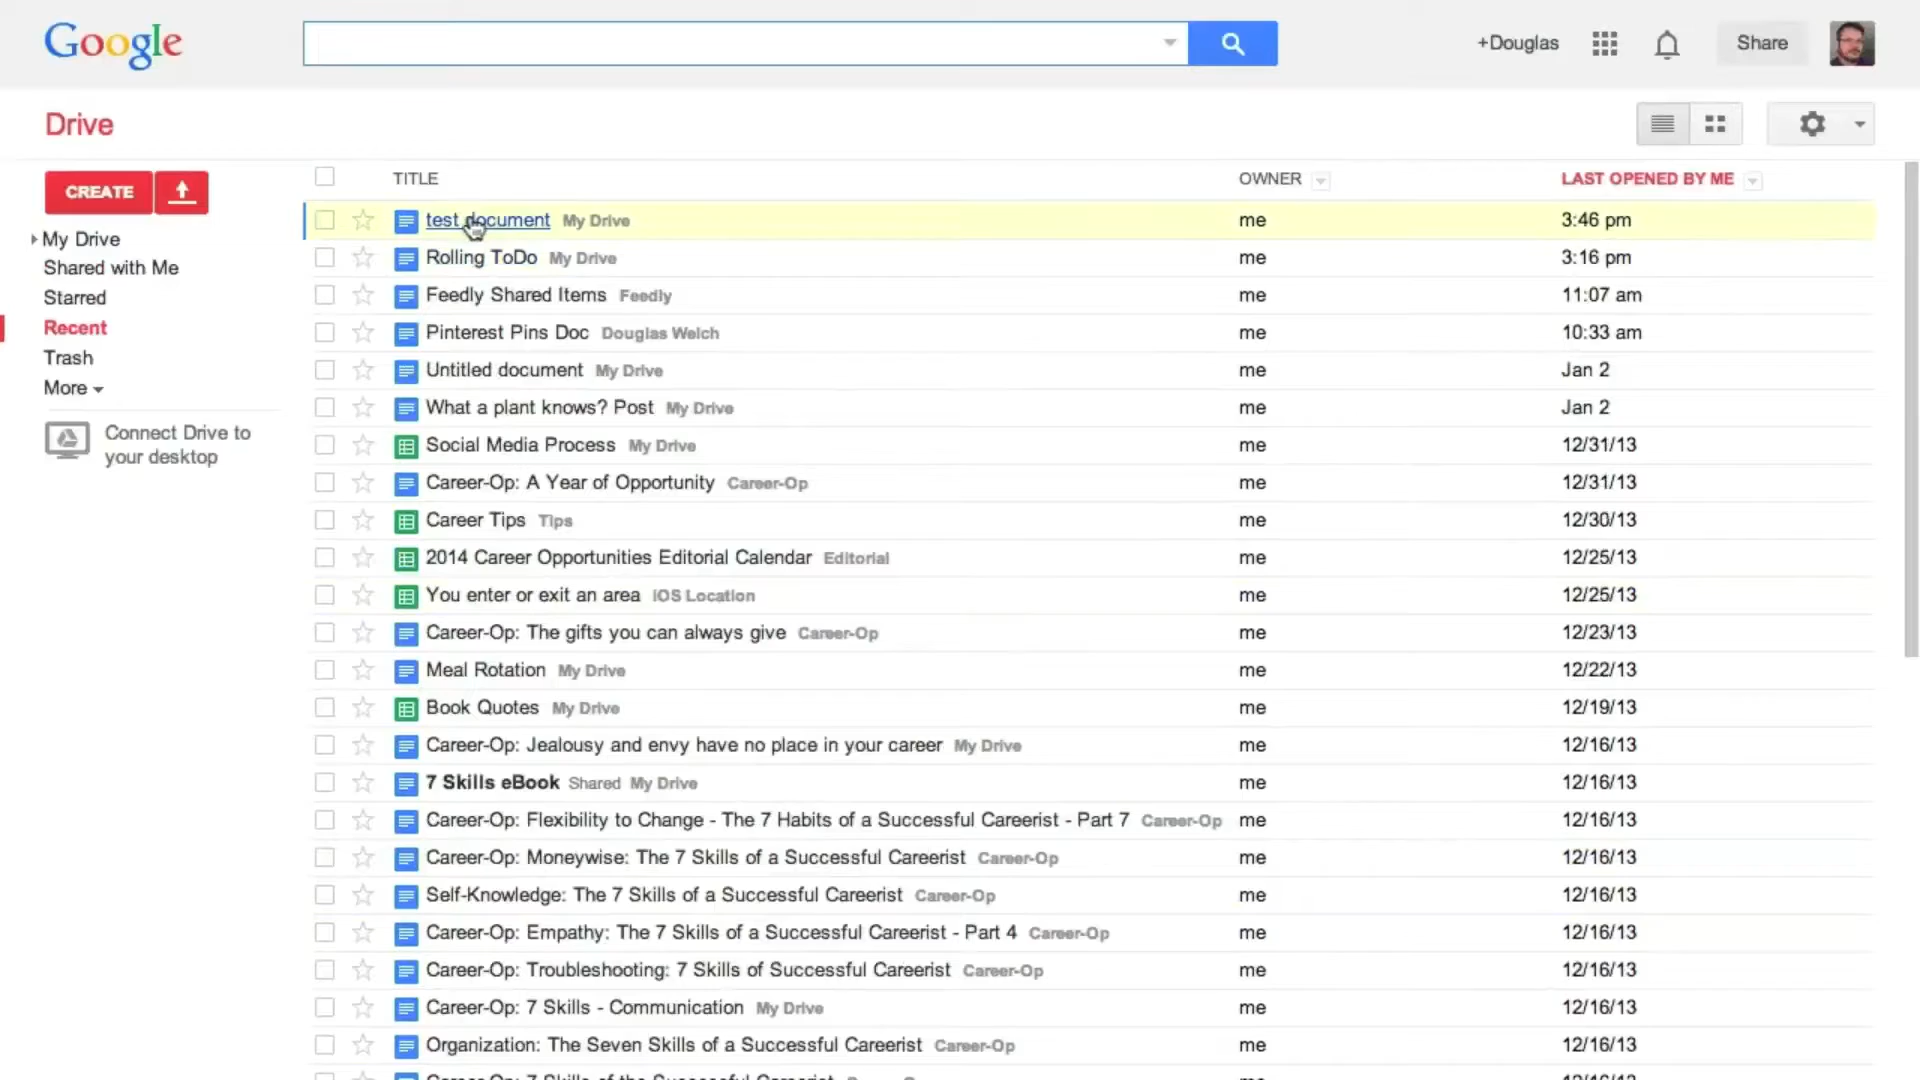 Google
+Douglas
Share
Drive
CREATE
My Drive
Shared with Me
Starred
Recent
Trash
More
Connect Drive to
your desktop
TITLE OWNER LAST OPENED BY ME
test document My Drive me 3:46 pm
Rolling ToDo My Drive me 3:16 pm
Feedly Shared Items Feedly me 11:07 am
Pinterest Pins Doc Douglas Welch me 10:33 am
Untitled document My Drive me Jan 2
What a plant knows? Post My Drive me Jan 2
Social Media Process My Drive me 12/31/13
Career-Op: A Year of Opportunity Career-Op me 12/31/13
Career Tips Tips me 12/30/13
2014 Career Opportunities Editorial Calendar Editorial me 12/25/13
You enter or exit an area iOS Location me 12/25/13
Career-Op: The gifts you can always give Career-Op me 12/23/13
Meal Rotation My Drive me 12/22/13
Book Quotes My Drive me 12/19/13
Career-Op: Jealousy and envy have no place in your career My Drive me 12/16/13
7 Skills eBook Shared My Drive me 12/16/13
Career-Op: Flexibility to Change - The 7 Habits of a Successful Careerist - Part 7 Career-Op me 12/16/13
Career-Op: Moneywise: The 7 Skills of a Successful Careerist Career-Op me 12/16/13
Self-Knowledge: The 7 Skills of a Successful Careerist Career-Op me 12/16/13
Career-Op: Empathy: The 7 Skills of a Successful Careerist - Part 4 Career-Op me 12/16/13
Career-Op: Troubleshooting: 7 Skills of Successful Careerist Career-Op me 12/16/13
Career-Op: 7 Skills - Communication My Drive me 12/16/13
Organization: The Seven Skills of a Successful Careerist Career-Op me 12/16/13